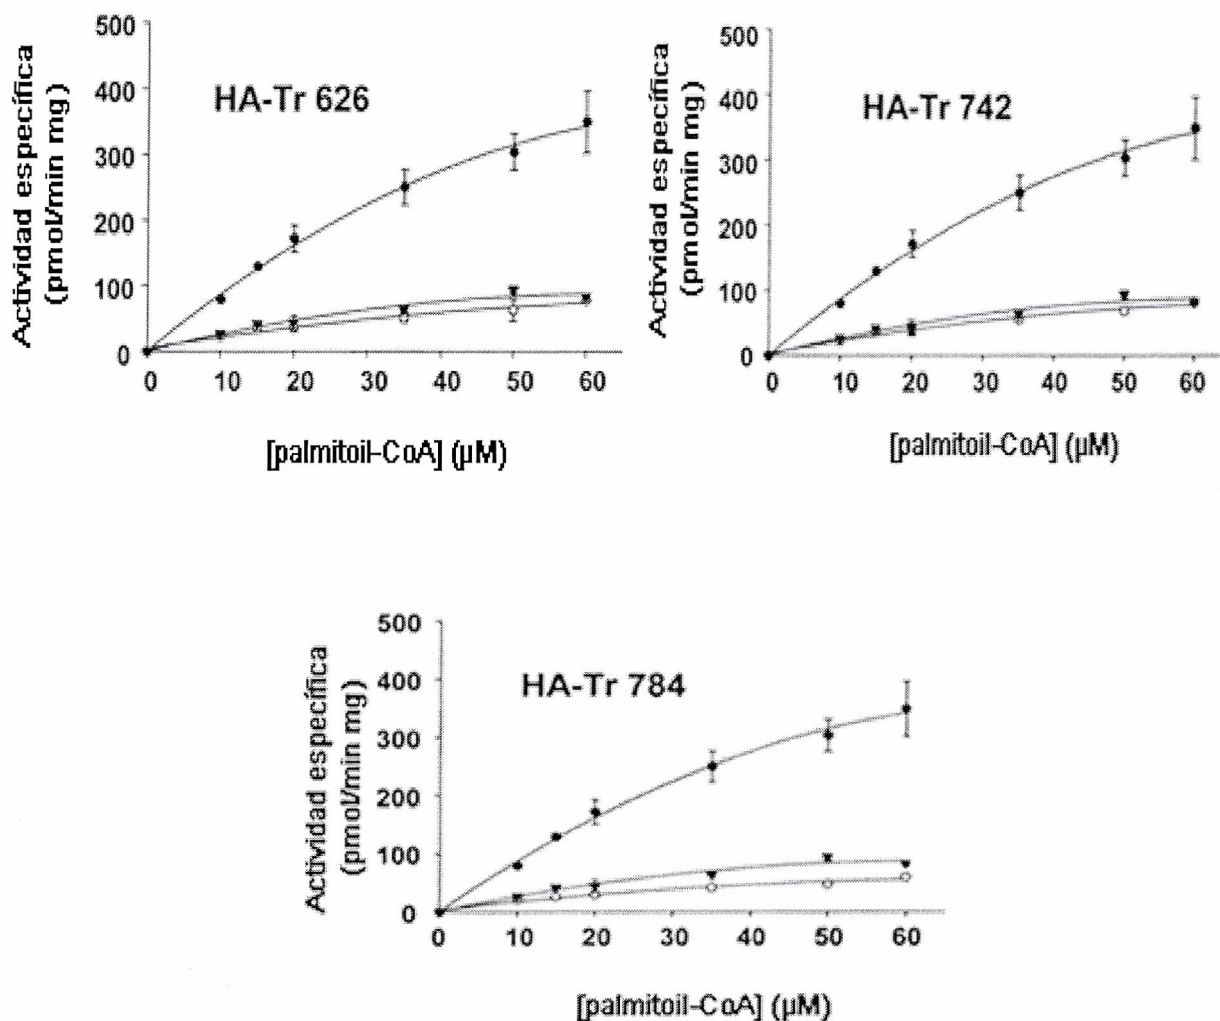 Actividad específica
(pmol/min mg)
500
400
300
200
100
0
HA-Tr 626
0 10 20 30 40 50 60
[palmitoil-CoA] (µM)
Actividad específica
(pmol/min mg)
500
400
300
200
100
0
HA-Tr 742
0 10 20 30 40 50 60
[palmitoil-CoA] (µM)
Actividad específica
(pmol/min mg)
500
400
300
200
100
0
HA-Tr 784
0 10 20 30 40 50 60
[palmitoil-CoA] (µM)